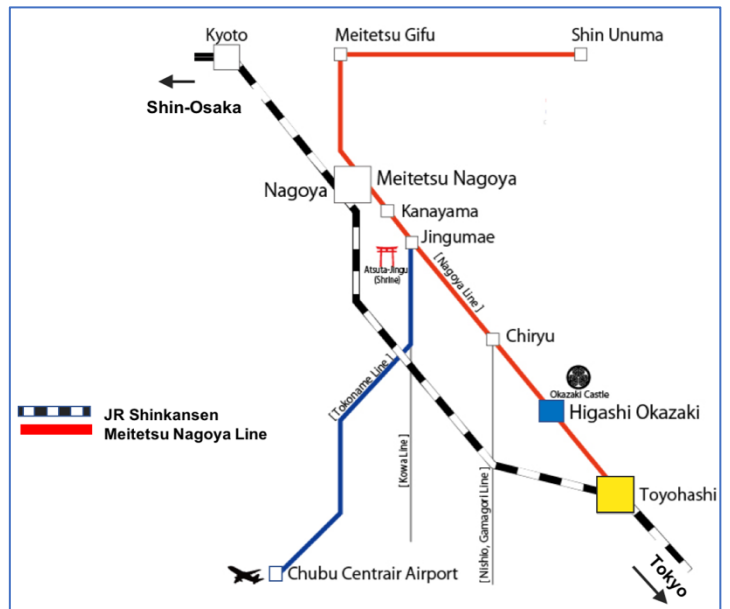 Kyoto
Meitetsu Gifu
Shin Unuma
Shin-Osaka
Meitetsu Nagoya
Nagoya
Kanayama
Jingumae
Atsuta-Jingu
(Shrine)
[Nagoya Line]
Chiryu
[Tokoname Line]
Okazaki Castle
Higashi Okazaki
JR Shinkansen
Meitetsu Nagoya Line
[Kowa Line]
[Nishio, Gamagori Line]
Toyohashi
Chubu Centrair Airport
Tokyo